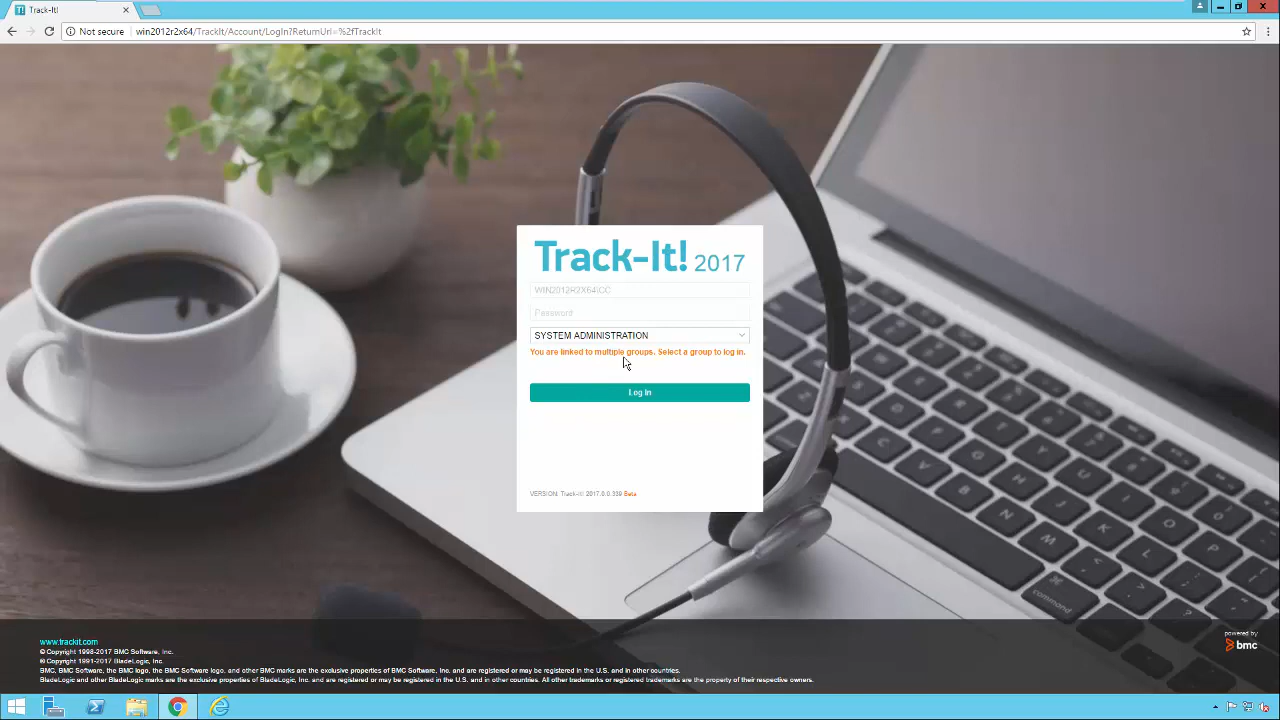 Track-It!
Not secure
win2012r2x64/TrackIt/Account/LogIn?ReturnUrl=%2fTrackIt
Track-It! 2017
WIN2012R2X64\CC
Password
SYSTEM ADMINISTRATION
You are linked to multiple groups. Select a group to log in.
Log In
VERSION: Track-It! 2017.0.0.339 Beta
command
www.trackit.com
© Copyright 1998-2017 BMC Software, Inc.
© Copyright 1991-2017 BladeLogic, Inc.
BMC, BMC Software, the BMC logo, the BMC Software logo, and other BMC marks are the exclusive properties of BMC Software, Inc. and are registered or may be registered in the U.S. and in other countries.
BladeLogic and other BladeLogic marks are the exclusive properties of BladeLogic, Inc. and are registered or may be registered in the U.S. and in other countries. All other trademarks or registered trademarks are the property of their respective owners.
powered by
bmc